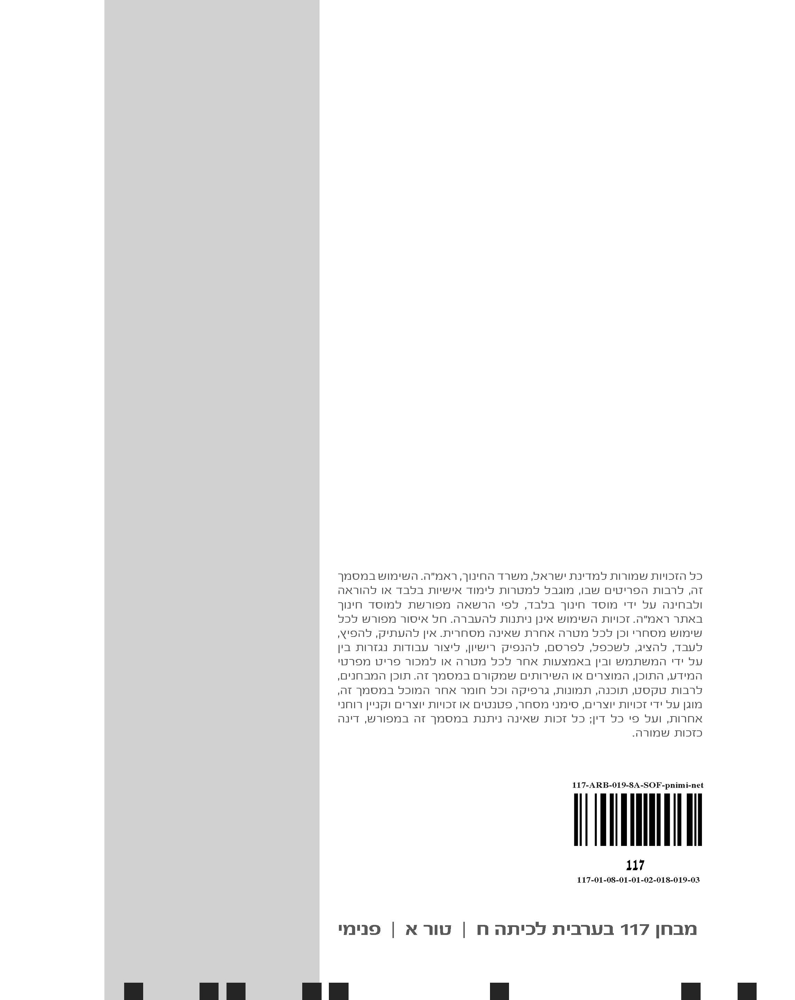 כל הזכויות שמורות למדינת ישראל, משרד החינוך, ראמ"ה. השימוש במסמך
זה, לרבות הפריטים שבו, מוגבל למטרות לימוד אישיות בלבד או להוראה
ולבחינה על ידי מוסד חינוך בלבד, לפי הרשאה מפורשת למוסד חינוך
באתר ראמ"ה. זכויות השימוש אינן ניתנות להעברה. חל איסור מפורש לכל
שימוש מסחרי וכן לכל מטרה אחרת שאינה מסחרית. אין להעתיק, להפיץ,
לעבד, להציג, לשכפל, לפרסם, להנפיק רישיון, ליצור עבודות נגזרות בין
על ידי המשתמש ובין באמצעות אחר לכל מטרה או למכור פריט מפרטי
המידע, התוכן, המוצרים או השירותים שמקורם במסמך זה. תוכן המבחנים,
לרבות טקסט, תוכנה, תמונות, גרפיקה וכל חומר אחר המוכל במסמך זה,
מוגן על ידי זכויות יוצרים, סימני מסחר, פטנטים או זכויות יוצרים וקניין רוחני
אחרות, ועל פי כל דין; כל זכות שאינה ניתנת במסמך זה במפורש, דינה
כזכות שמורה.
117-ARB-019-8A-SOF-pnimi-net
117
117-01-08-01-01-02-018-019-03
מבחן 117 בערבית לכיתה ח | טור א | פנימי